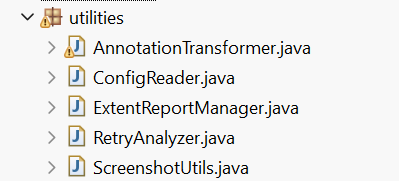 utilities
AnnotationTransformer.java
ConfigReader.java
ExtentReportManager.java
RetryAnalyzer.java
ScreenshotUtils.java